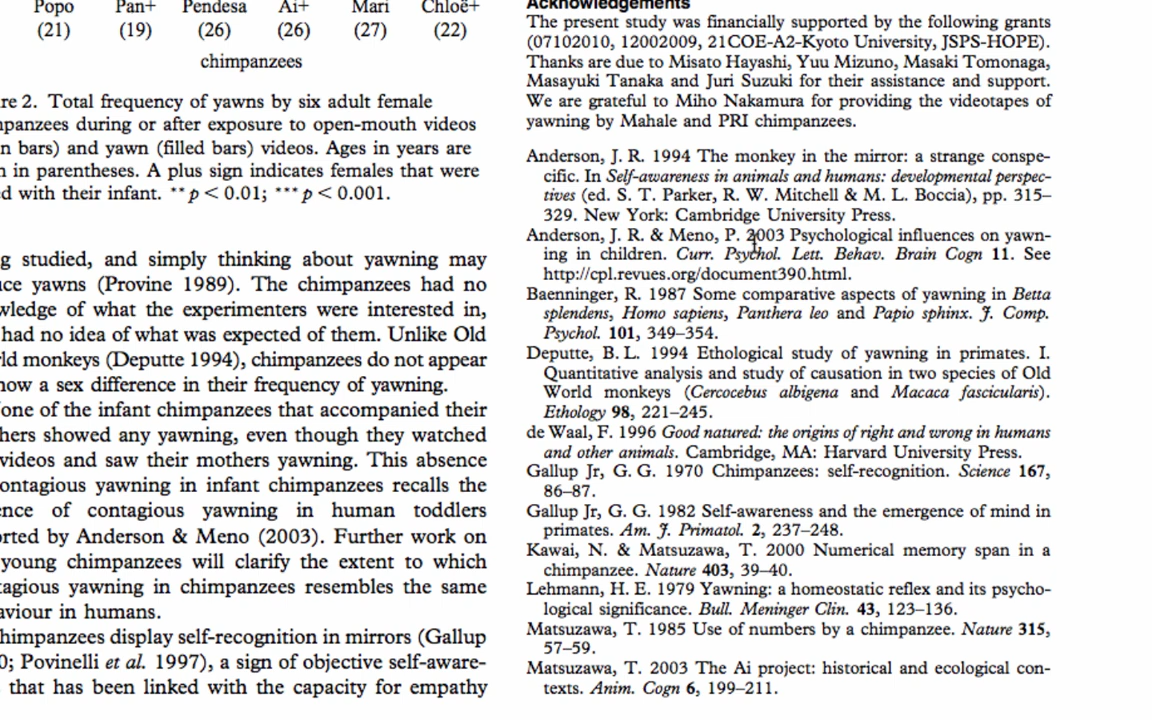 Popo Pan+ Pendesa Ai+ Mari Chloë+
(21) (19) (26) (26) (27) (22)
chimpanzees
re 2. Total frequency of yawns by six adult female
panzees during or after exposure to open-mouth videos
n bars) and yawn (filled bars) videos. Ages in years are
in parentheses. A plus sign indicates females that were
d with their infant. **p < 0.01; ***p < 0.001.
g studied, and simply thinking about yawning may
ce yawns (Provine 1989). The chimpanzees had no
wledge of what the experimenters were interested in,
had no idea of what was expected of them. Unlike Old
ld monkeys (Deputte 1994), chimpanzees do not appear
how a sex difference in their frequency of yawning.
one of the infant chimpanzees that accompanied their
hers showed any yawning, even though they watched
videos and saw their mothers yawning. This absence
ontagious yawning in infant chimpanzees recalls the
ence of contagious yawning in human toddlers
orted by Anderson & Meno (2003). Further work on
young chimpanzees will clarify the extent to which
tagious yawning in chimpanzees resembles the same
aviour in humans.
himpanzees display self-recognition in mirrors (Gallup
0; Povinelli et al. 1997), a sign of objective self-aware-
that has been linked with the capacity for empathy
Acknowledgements
The present study was financially supported by the following grants
(07102010, 12002009, 21COE-A2-Kyoto University, JSPS-HOPE).
Thanks are due to Misato Hayashi, Yuu Mizuno, Masaki Tomonaga,
Masayuki Tanaka and Juri Suzuki for their assistance and support.
We are grateful to Miho Nakamura for providing the videotapes of
yawning by Mahale and PRI chimpanzees.
Anderson, J. R. 1994 The monkey in the mirror: a strange conspe-
cific. In Self-awareness in animals and humans: developmental perspec-
tives (ed. S. T. Parker, R. W. Mitchell & M. L. Boccia), pp. 315–
329. New York: Cambridge University Press.
Anderson, J. R. & Meno, P. 2003 Psychological influences on yawn-
ing in children. Curr. Psychol. Lett. Behav. Brain Cogn 11. See
http://cpl.revues.org/document390.html.
Baenninger, R. 1987 Some comparative aspects of yawning in Betta
splendens, Homo sapiens, Panthera leo and Papio sphinx. J. Comp.
Psychol. 101, 349–354.
Deputte, B. L. 1994 Ethological study of yawning in primates. I.
Quantitative analysis and study of causation in two species of Old
World monkeys (Cercocebus albigena and Macaca fascicularis).
Ethology 98, 221–245.
de Waal, F. 1996 Good natured: the origins of right and wrong in humans
and other animals. Cambridge, MA: Harvard University Press.
Gallup Jr, G. G. 1970 Chimpanzees: self-recognition. Science 167,
86–87.
Gallup Jr, G. G. 1982 Self-awareness and the emergence of mind in
primates. Am. J. Primatol. 2, 237–248.
Kawai, N. & Matsuzawa, T. 2000 Numerical memory span in a
chimpanzee. Nature 403, 39–40.
Lehmann, H. E. 1979 Yawning: a homeostatic reflex and its psycho-
logical significance. Bull. Meninger Clin. 43, 123–136.
Matsuzawa, T. 1985 Use of numbers by a chimpanzee. Nature 315,
57–59.
Matsuzawa, T. 2003 The Ai project: historical and ecological con-
texts. Anim. Cogn 6, 199–211.